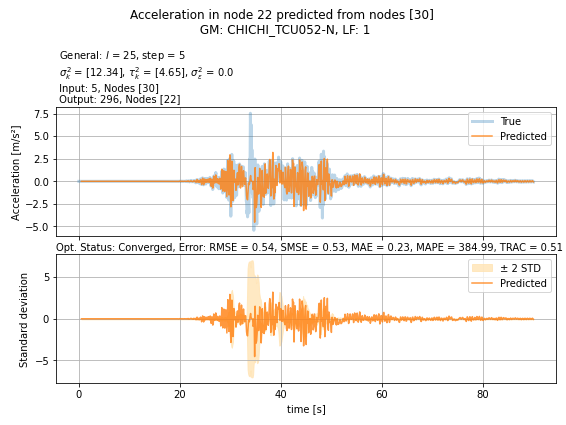 Acceleration in node 22 predicted from nodes [30]
GM: CHICHI_TCU052-N, LF: 1
General: l = 25, step = 5
σ²ₖ = [12.34], τ²ₖ = [4.65], σ²ε = 0.0
Input: 5, Nodes [30]
Output: 296, Nodes [22]
Acceleration [m/s²]
7.5
5.0
2.5
0.0
−2.5
−5.0
True
Predicted
Opt. Status: Converged, Error: RMSE = 0.54, SMSE = 0.53, MAE = 0.23, MAPE = 384.99, TRAC = 0.51
Standard deviation
5
0
−5
± 2 STD
Predicted
0
20
40
60
80
time [s]